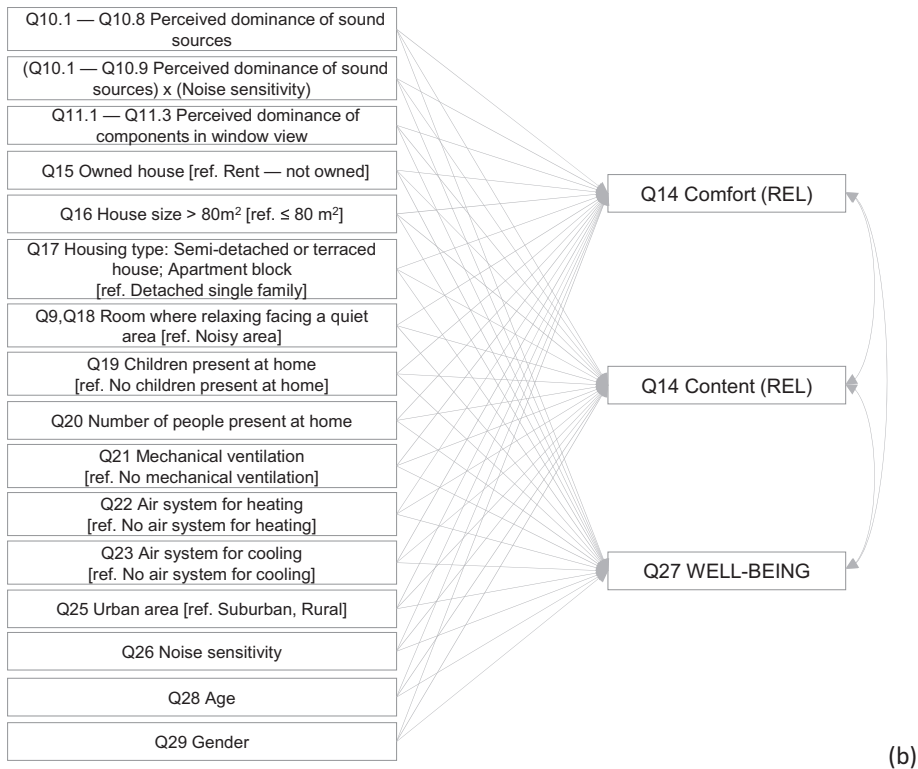 Q10.1 — Q10.8 Perceived dominance of sound
sources
(Q10.1 — Q10.9 Perceived dominance of sound
sources) x (Noise sensitivity)
Q11.1 — Q11.3 Perceived dominance of
components in window view
Q15 Owned house [ref. Rent — not owned]
Q16 House size > 80m² [ref. ≤ 80 m²]
Q17 Housing type: Semi-detached or terraced
house; Apartment block
[ref. Detached single family]
Q9,Q18 Room where relaxing facing a quiet
area [ref. Noisy area]
Q19 Children present at home
[ref. No children present at home]
Q20 Number of people present at home
Q21 Mechanical ventilation
[ref. No mechanical ventilation]
Q22 Air system for heating
[ref. No air system for heating]
Q23 Air system for cooling
[ref. No air system for cooling]
Q25 Urban area [ref. Suburban, Rural]
Q26 Noise sensitivity
Q28 Age
Q29 Gender
Q14 Comfort (REL)
Q14 Content (REL)
Q27 WELL-BEING
(b)